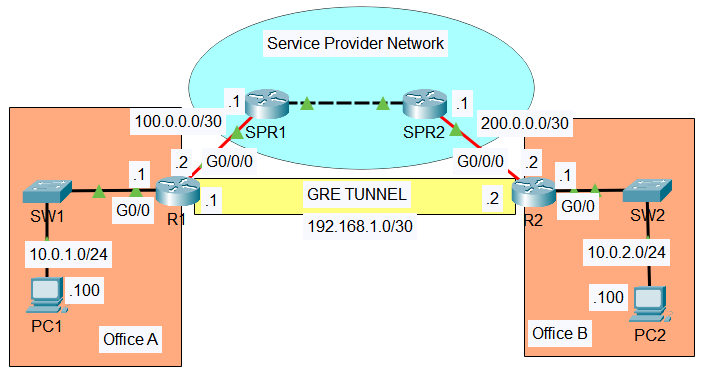 Service Provider Network
.1
.1
100.0.0.0/30
SPR1
SPR2
200.0.0.0/30
.2
G0/0/0
G0/0/0
.2
.1
GRE TUNNEL
.1
SW1
G0/0
R1
.1
.2
R2
G0/0
SW2
192.168.1.0/30
10.0.1.0/24
10.0.2.0/24
.100
.100
PC1
PC2
Office A
Office B